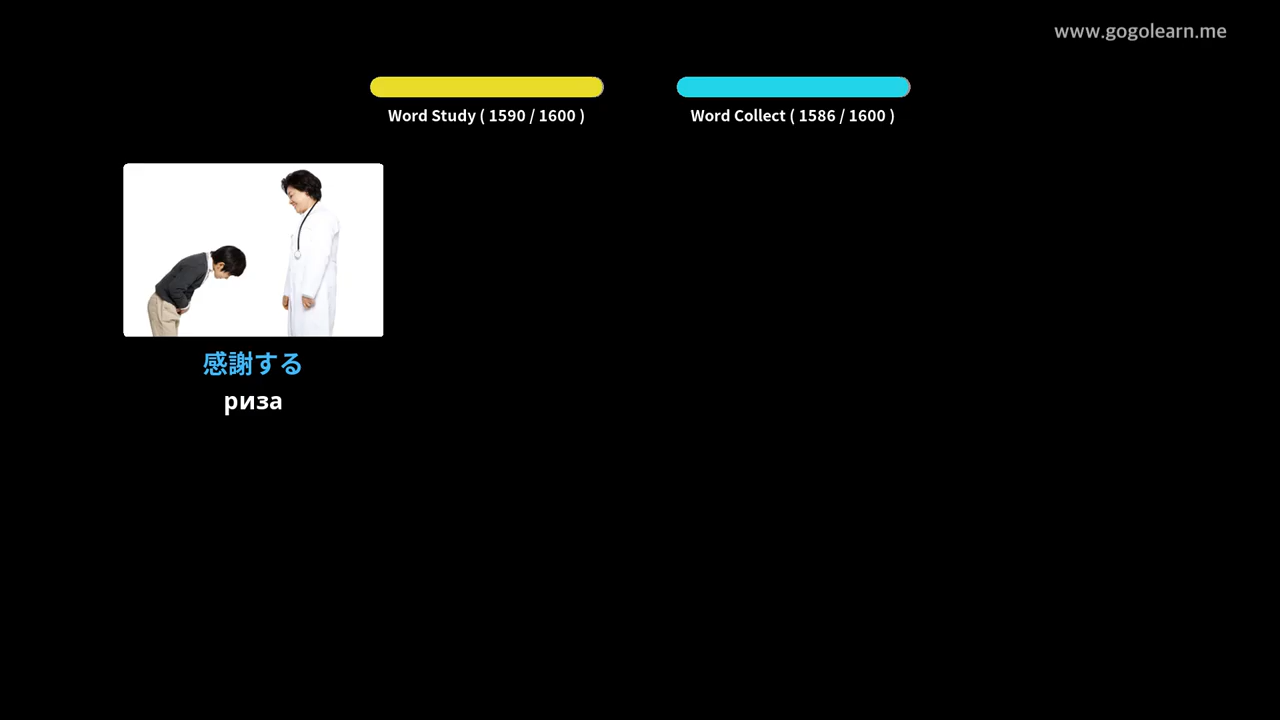 www.gogolearn.me
Word Study ( 1590 / 1600 )
Word Collect ( 1586 / 1600 )
感謝する
риза